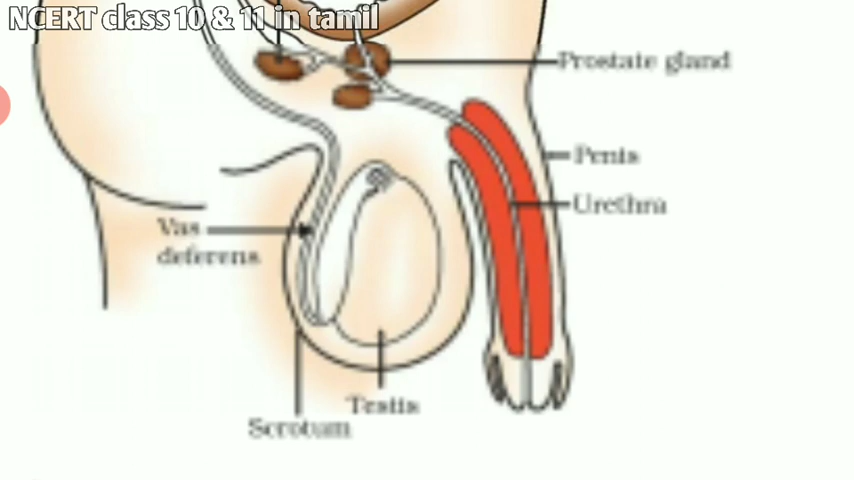 NCERT class 10 & 11 in tamil
Prostate gland
Penis
Urethra
Vas
deferens
Testis
Scrotum